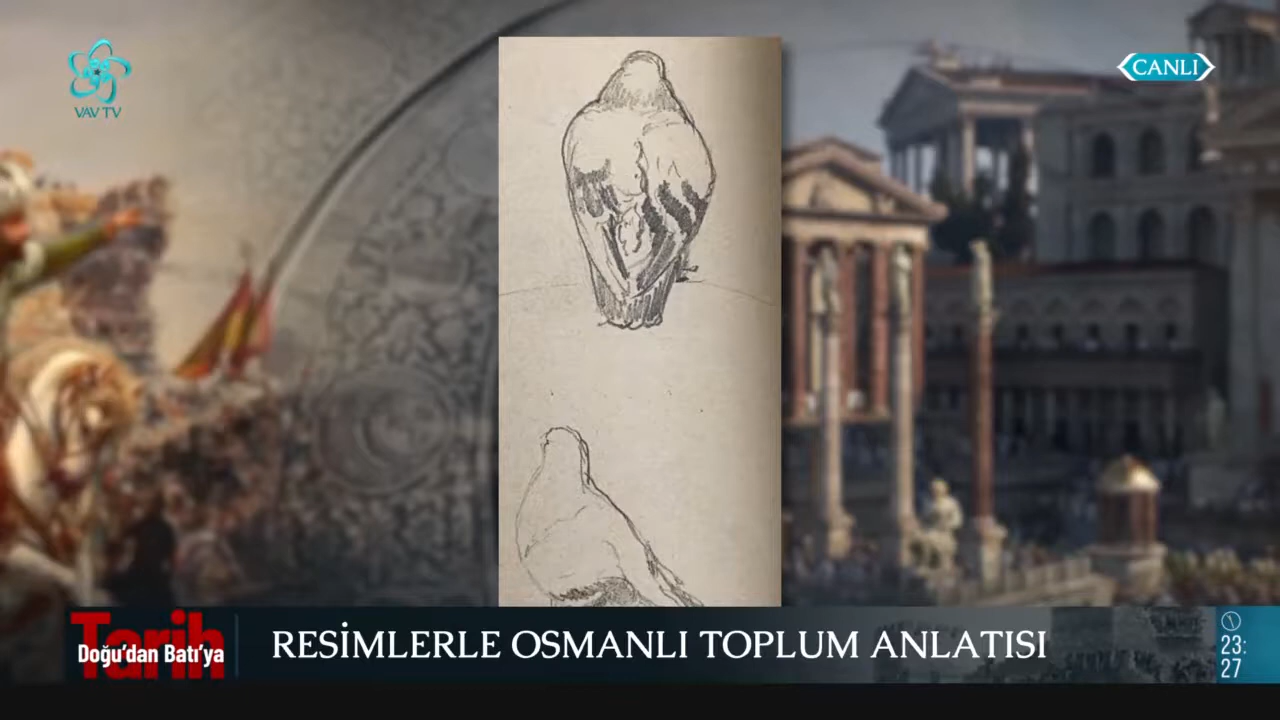 VAV TV
CANLI
Tarih
Doğu'dan Batı'ya
RESİMLERLE OSMANLI TOPLUM ANLATISI
23:
27